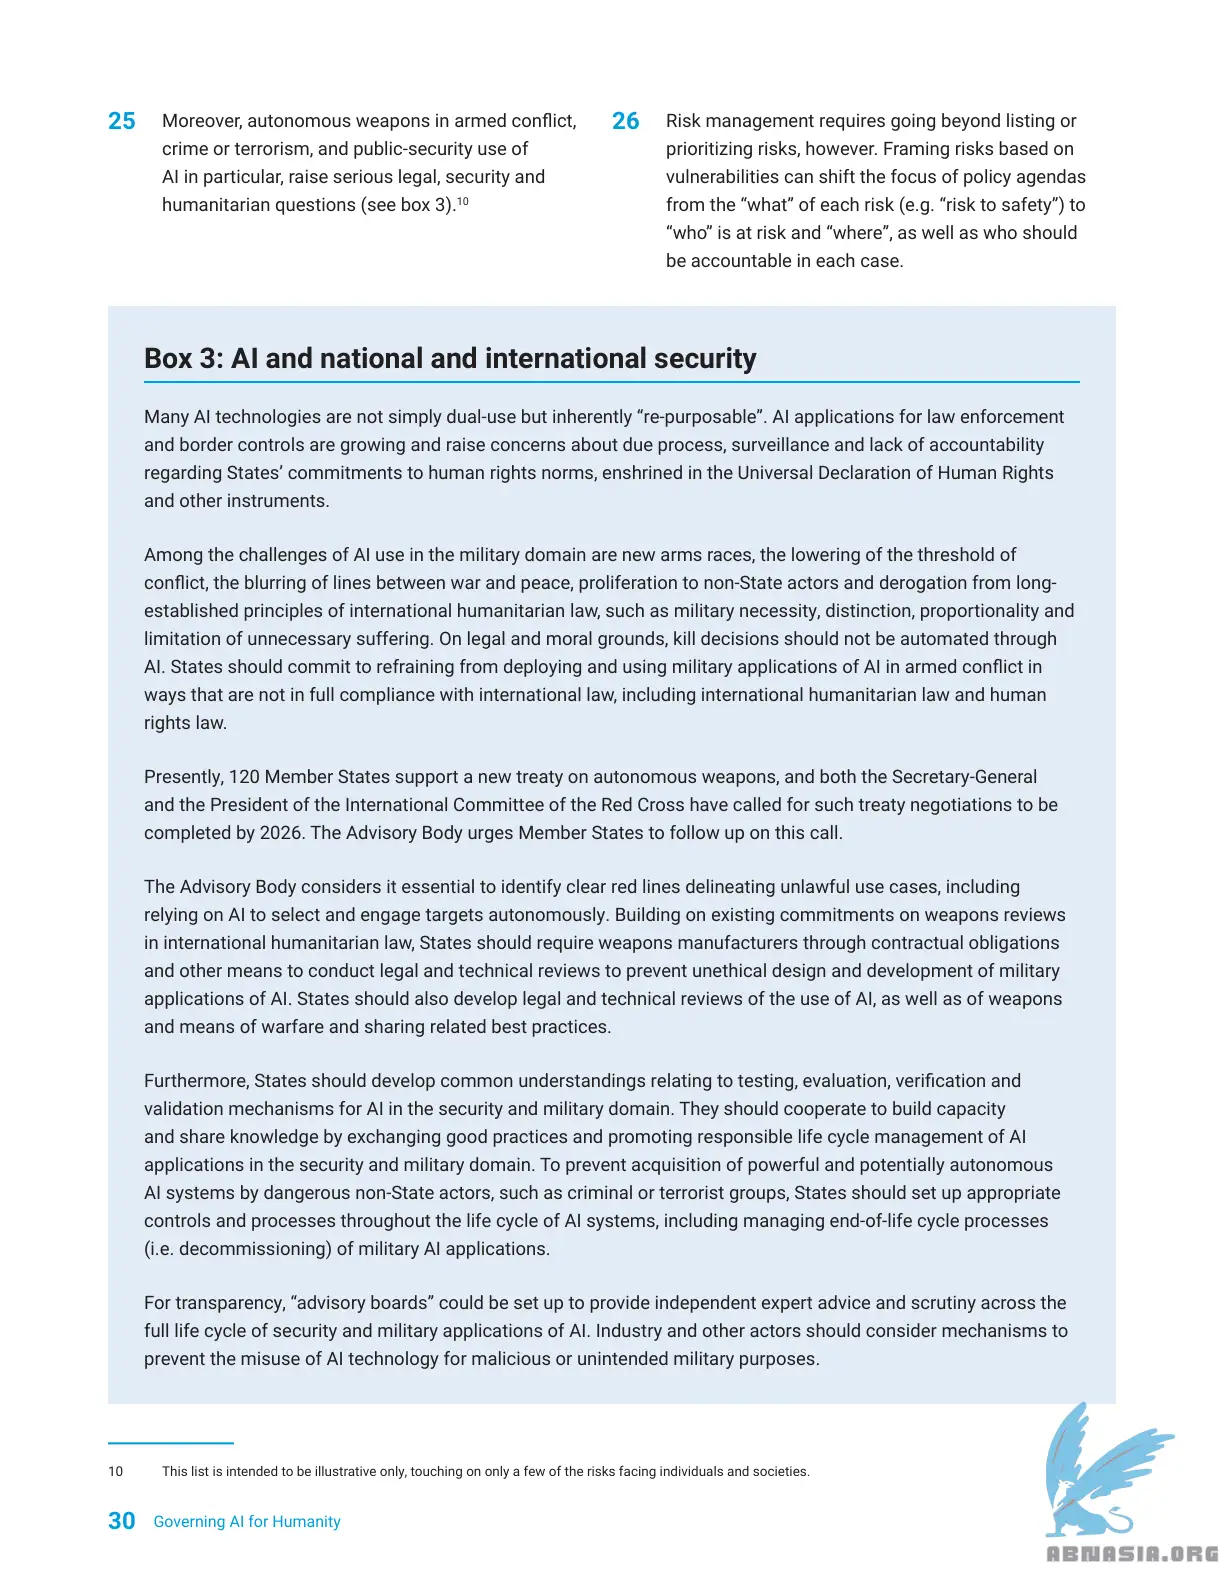 25
Moreover, autonomous weapons in armed conflict,
crime or terrorism, and public-security use of
AI in particular, raise serious legal, security and
humanitarian questions (see box 3).10
26
Risk management requires going beyond listing or
prioritizing risks, however. Framing risks based on
vulnerabilities can shift the focus of policy agendas
from the “what” of each risk (e.g. “risk to safety”) to
“who” is at risk and “where”, as well as who should
be accountable in each case.
Box 3: AI and national and international security
Many AI technologies are not simply dual-use but inherently “re-purposable”. AI applications for law enforcement
and border controls are growing and raise concerns about due process, surveillance and lack of accountability
regarding States’ commitments to human rights norms, enshrined in the Universal Declaration of Human Rights
and other instruments.
Among the challenges of AI use in the military domain are new arms races, the lowering of the threshold of
conflict, the blurring of lines between war and peace, proliferation to non-State actors and derogation from long-
established principles of international humanitarian law, such as military necessity, distinction, proportionality and
limitation of unnecessary suffering. On legal and moral grounds, kill decisions should not be automated through
AI. States should commit to refraining from deploying and using military applications of AI in armed conflict in
ways that are not in full compliance with international law, including international humanitarian law and human
rights law.
Presently, 120 Member States support a new treaty on autonomous weapons, and both the Secretary-General
and the President of the International Committee of the Red Cross have called for such treaty negotiations to be
completed by 2026. The Advisory Body urges Member States to follow up on this call.
The Advisory Body considers it essential to identify clear red lines delineating unlawful use cases, including
relying on AI to select and engage targets autonomously. Building on existing commitments on weapons reviews
in international humanitarian law, States should require weapons manufacturers through contractual obligations
and other means to conduct legal and technical reviews to prevent unethical design and development of military
applications of AI. States should also develop legal and technical reviews of the use of AI, as well as of weapons
and means of warfare and sharing related best practices.
Furthermore, States should develop common understandings relating to testing, evaluation, verification and
validation mechanisms for AI in the security and military domain. They should cooperate to build capacity
and share knowledge by exchanging good practices and promoting responsible life cycle management of AI
applications in the security and military domain. To prevent acquisition of powerful and potentially autonomous
AI systems by dangerous non-State actors, such as criminal or terrorist groups, States should set up appropriate
controls and processes throughout the life cycle of AI systems, including managing end-of-life cycle processes
(i.e. decommissioning) of military AI applications.
For transparency, “advisory boards” could be set up to provide independent expert advice and scrutiny across the
full life cycle of security and military applications of AI. Industry and other actors should consider mechanisms to
prevent the misuse of AI technology for malicious or unintended military purposes.
10 This list is intended to be illustrative only, touching on only a few of the risks facing individuals and societies.
30 Governing AI for Humanity
ABNASIA.ORG